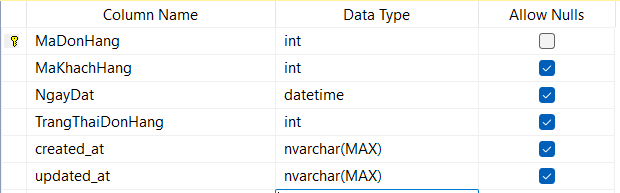 Column Name Data Type Allow Nulls
MaDonHang int
MaKhachHang int
NgayDat datetime
TrangThaiDonHang int
created_at nvarchar(MAX)
updated_at nvarchar(MAX)